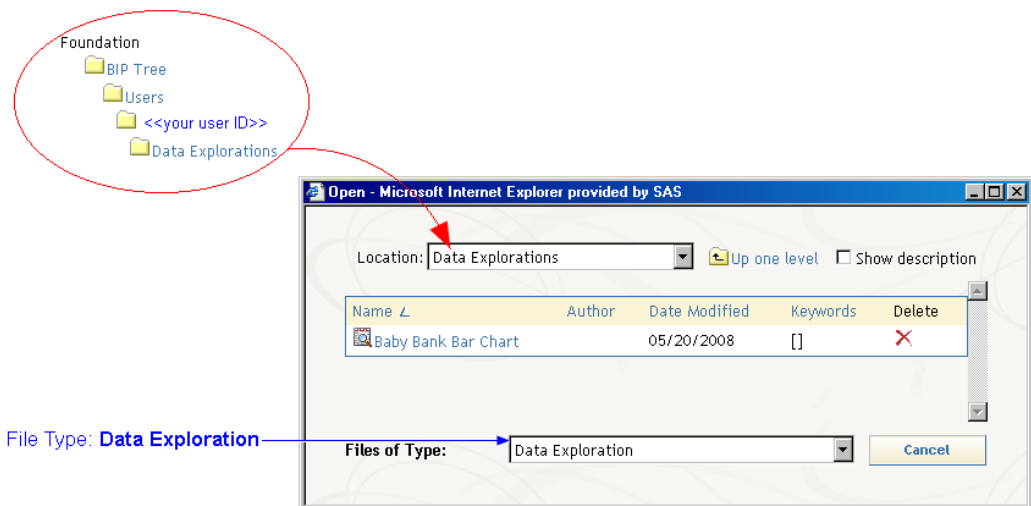 Foundation
BIP Tree
Users
<<your user ID>>
Data Explorations
Open - Microsoft Internet Explorer provided by SAS
Location: Data Explorations Up one level Show description
Name Author Date Modified Keywords Delete
Baby Bank Bar Chart 05/20/2008 []
File Type: Data Exploration
Files of Type: Data Exploration Cancel